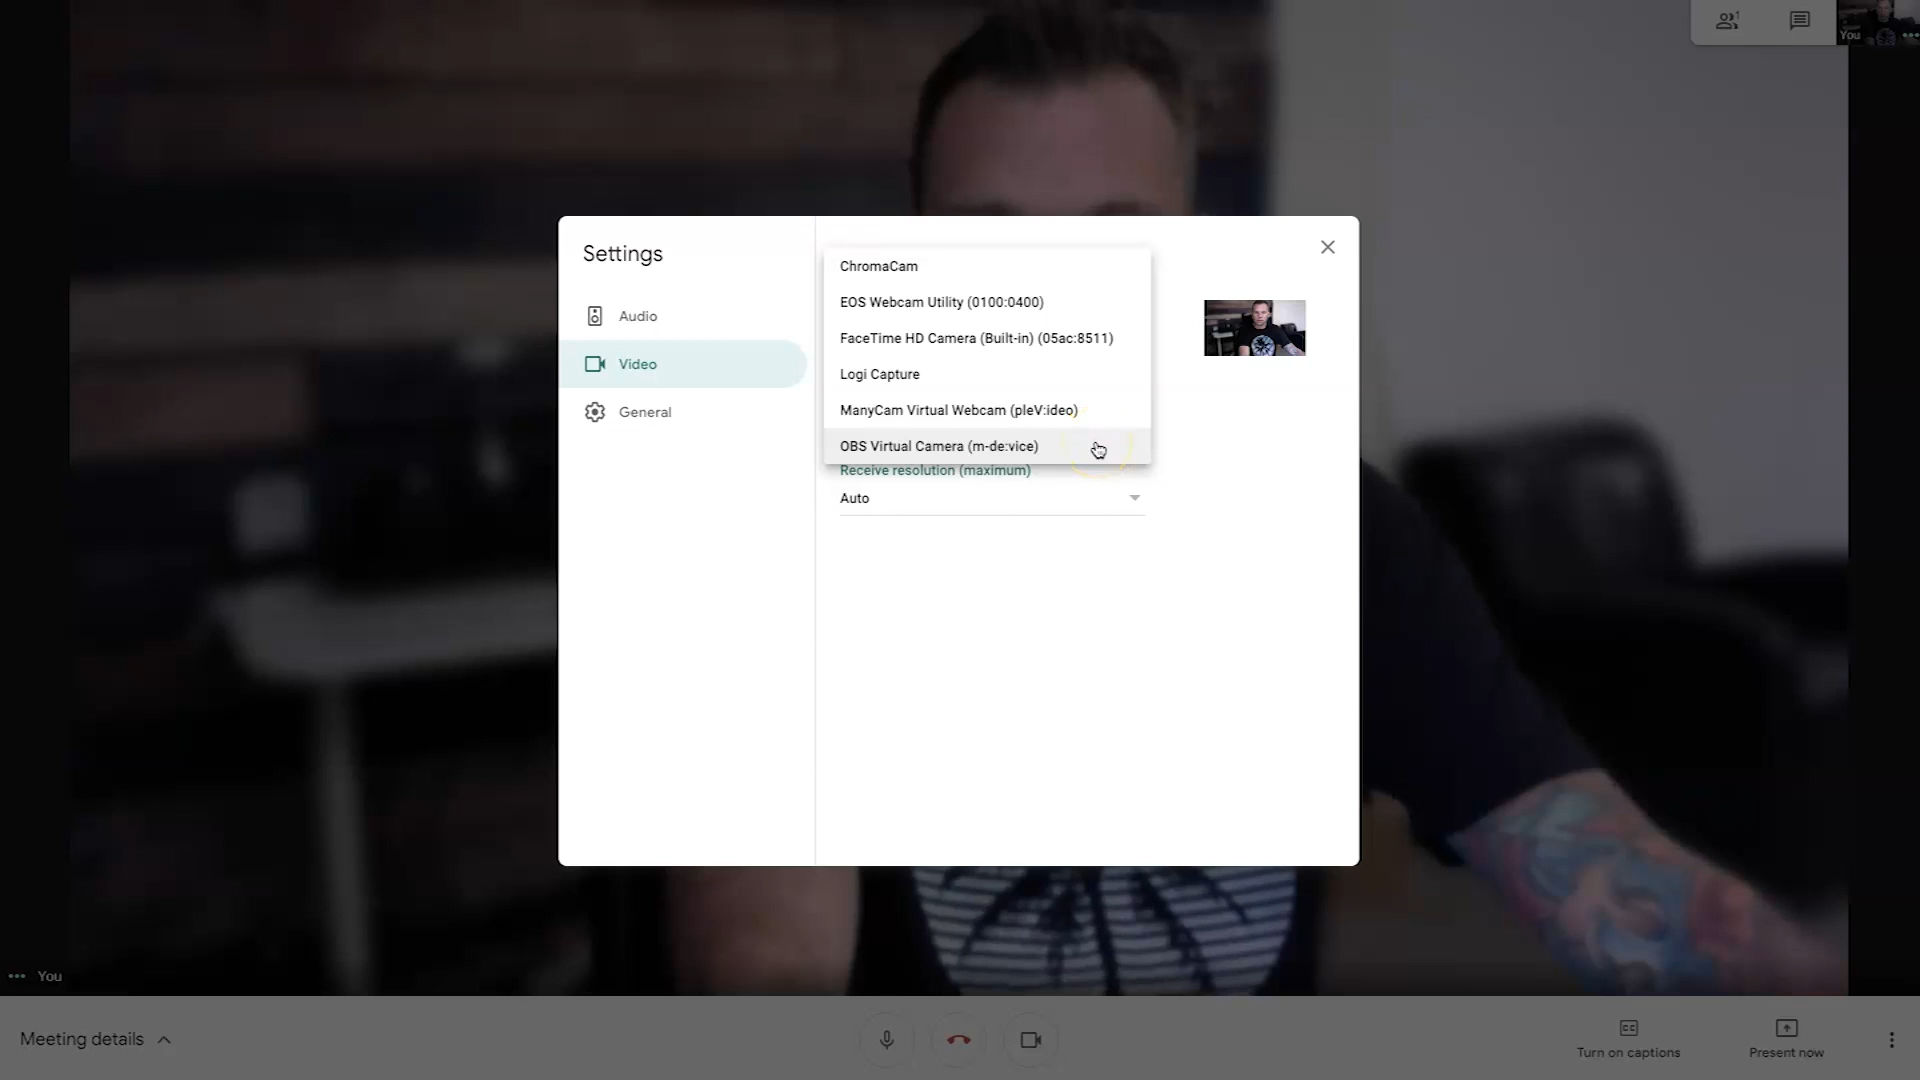 You
Settings
Audio
Video
General
ChromaCam
EOS Webcam Utility (0100:0400)
FaceTime HD Camera (Built-in) (05ac:8511)
Logi Capture
ManyCam Virtual Webcam (pleV:ideo)
OBS Virtual Camera (m-de:vice)
Receive resolution (maximum)
Auto
You
Meeting details
CC
Turn on captions
Present now